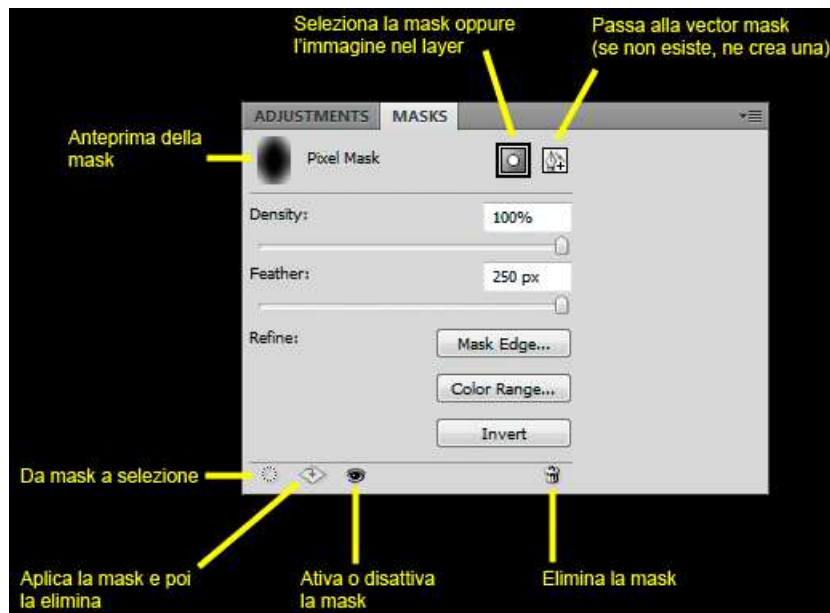 Seleziona la mask oppure
l'immagine nel layer
Passa alla vector mask
(se non esiste, ne crea una)
ADJUSTMENTS MASKS
Anteprima della
mask
Pixel Mask
Density: 100%
Feather: 250 px
Refine: Mask Edge...
Color Range...
Invert
Da mask a selezione
Aplica la mask e poi
la elimina
Ativa o disattiva
la mask
Elimina la mask